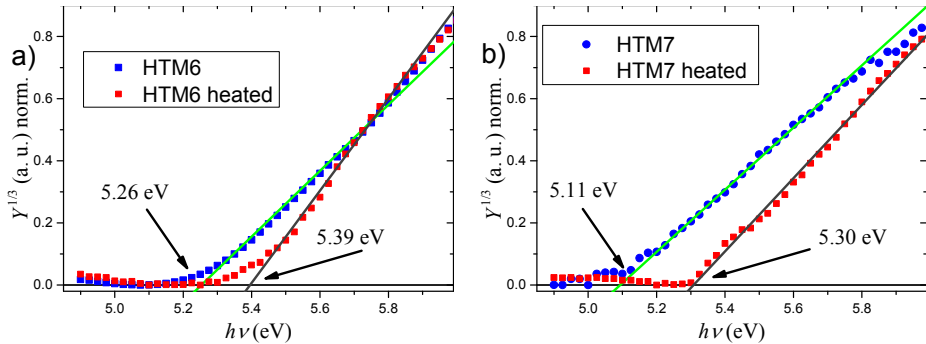 a)
HTM6
HTM6 heated
5.26 eV
5.39 eV
Y^{1/3} (a. u.) norm.
0.8
0.6
0.4
0.2
0.0
5.0 5.2 5.4 5.6 5.8
hν (eV)
b)
HTM7
HTM7 heated
5.11 eV
5.30 eV
Y^{1/3} (a. u.) norm.
0.8
0.6
0.4
0.2
0.0
5.0 5.2 5.4 5.6 5.8
hν (eV)